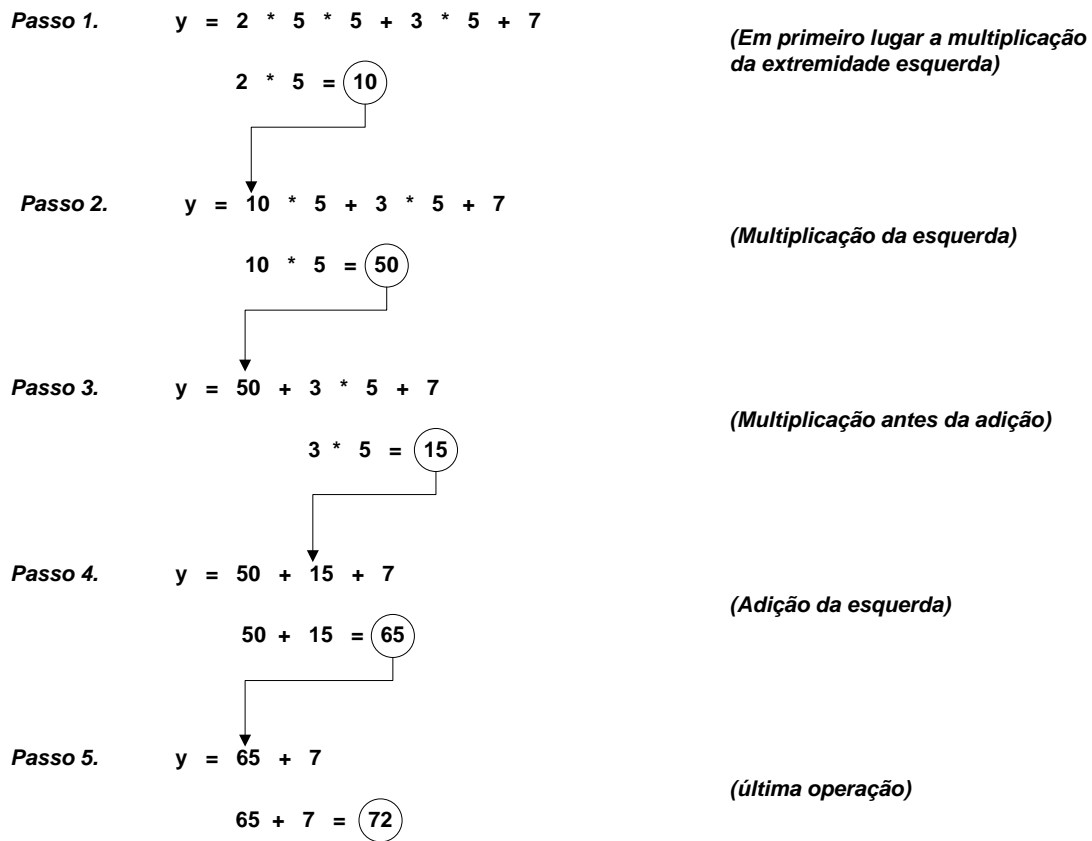 Passo 1. y = 2 * 5 * 5 + 3 * 5 + 7
(Em primeiro lugar a multiplicação
da extremidade esquerda)
2 * 5 = 10
Passo 2. y = 10 * 5 + 3 * 5 + 7
(Multiplicação da esquerda)
10 * 5 = 50
Passo 3. y = 50 + 3 * 5 + 7
(Multiplicação antes da adição)
3 * 5 = 15
Passo 4. y = 50 + 15 + 7
(Adição da esquerda)
50 + 15 = 65
Passo 5. y = 65 + 7
(última operação)
65 + 7 = 72